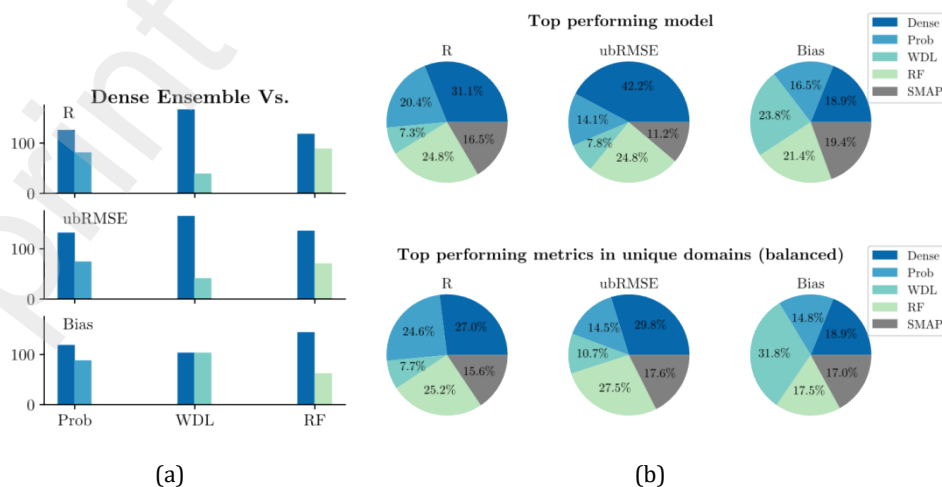 Dense Ensemble Vs.
R
100
0
ubRMSE
100
0
Bias
100
0
Prob WDL RF
(a)
Top performing model
R
31.1%
20.4%
7.3%
24.8%
16.5%
ubRMSE
42.2%
14.1%
7.8%
24.8%
11.2%
Bias
18.9%
16.5%
23.8%
21.4%
19.4%
Dense
Prob
WDL
RF
SMAP
Top performing metrics in unique domains (balanced)
R
27.0%
24.6%
7.7%
25.2%
15.6%
ubRMSE
29.8%
14.5%
10.7%
27.5%
17.6%
Bias
18.9%
14.8%
31.8%
17.5%
17.0%
Dense
Prob
WDL
RF
SMAP
(b)
print